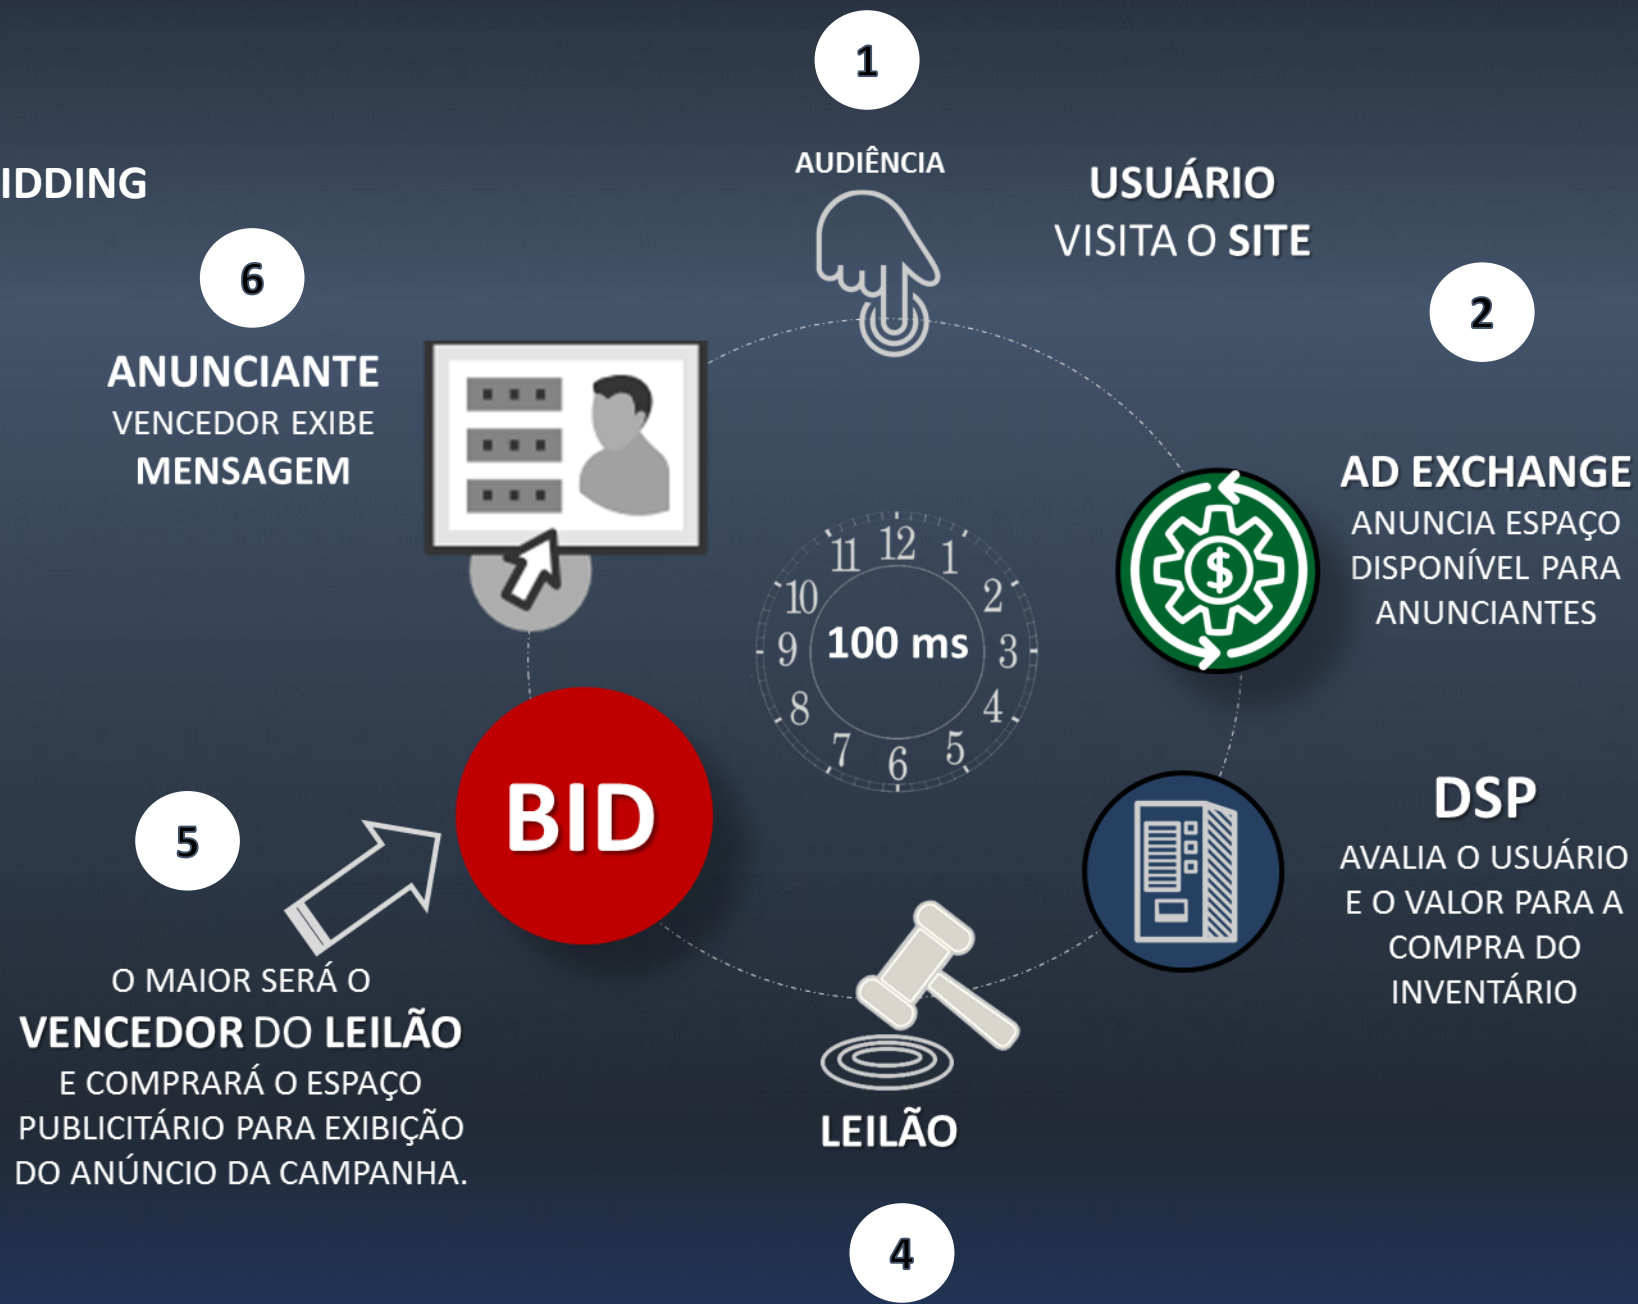 1
AUDIÊNCIA
USUÁRIO
VISITA O SITE
IDDING
2
AD EXCHANGE
ANUNCIA ESPAÇO
DISPONÍVEL PARA
ANUNCIANTES
DSP
AVALIA O USUÁRIO
E O VALOR PARA A
COMPRA DO
INVENTÁRIO
LEILÃO
4
BID
5
O MAIOR SERÁ O
VENCEDOR DO LEILÃO
E COMPRARÁ O ESPAÇO
PUBLICITÁRIO PARA EXIBIÇÃO
DO ANÚNCIO DA CAMPANHA.
6
ANUNCIANTE
VENCEDOR EXIBE
MENSAGEM
12
1
2
3
4
5
6
7
8
9
10
11
100 ms
$